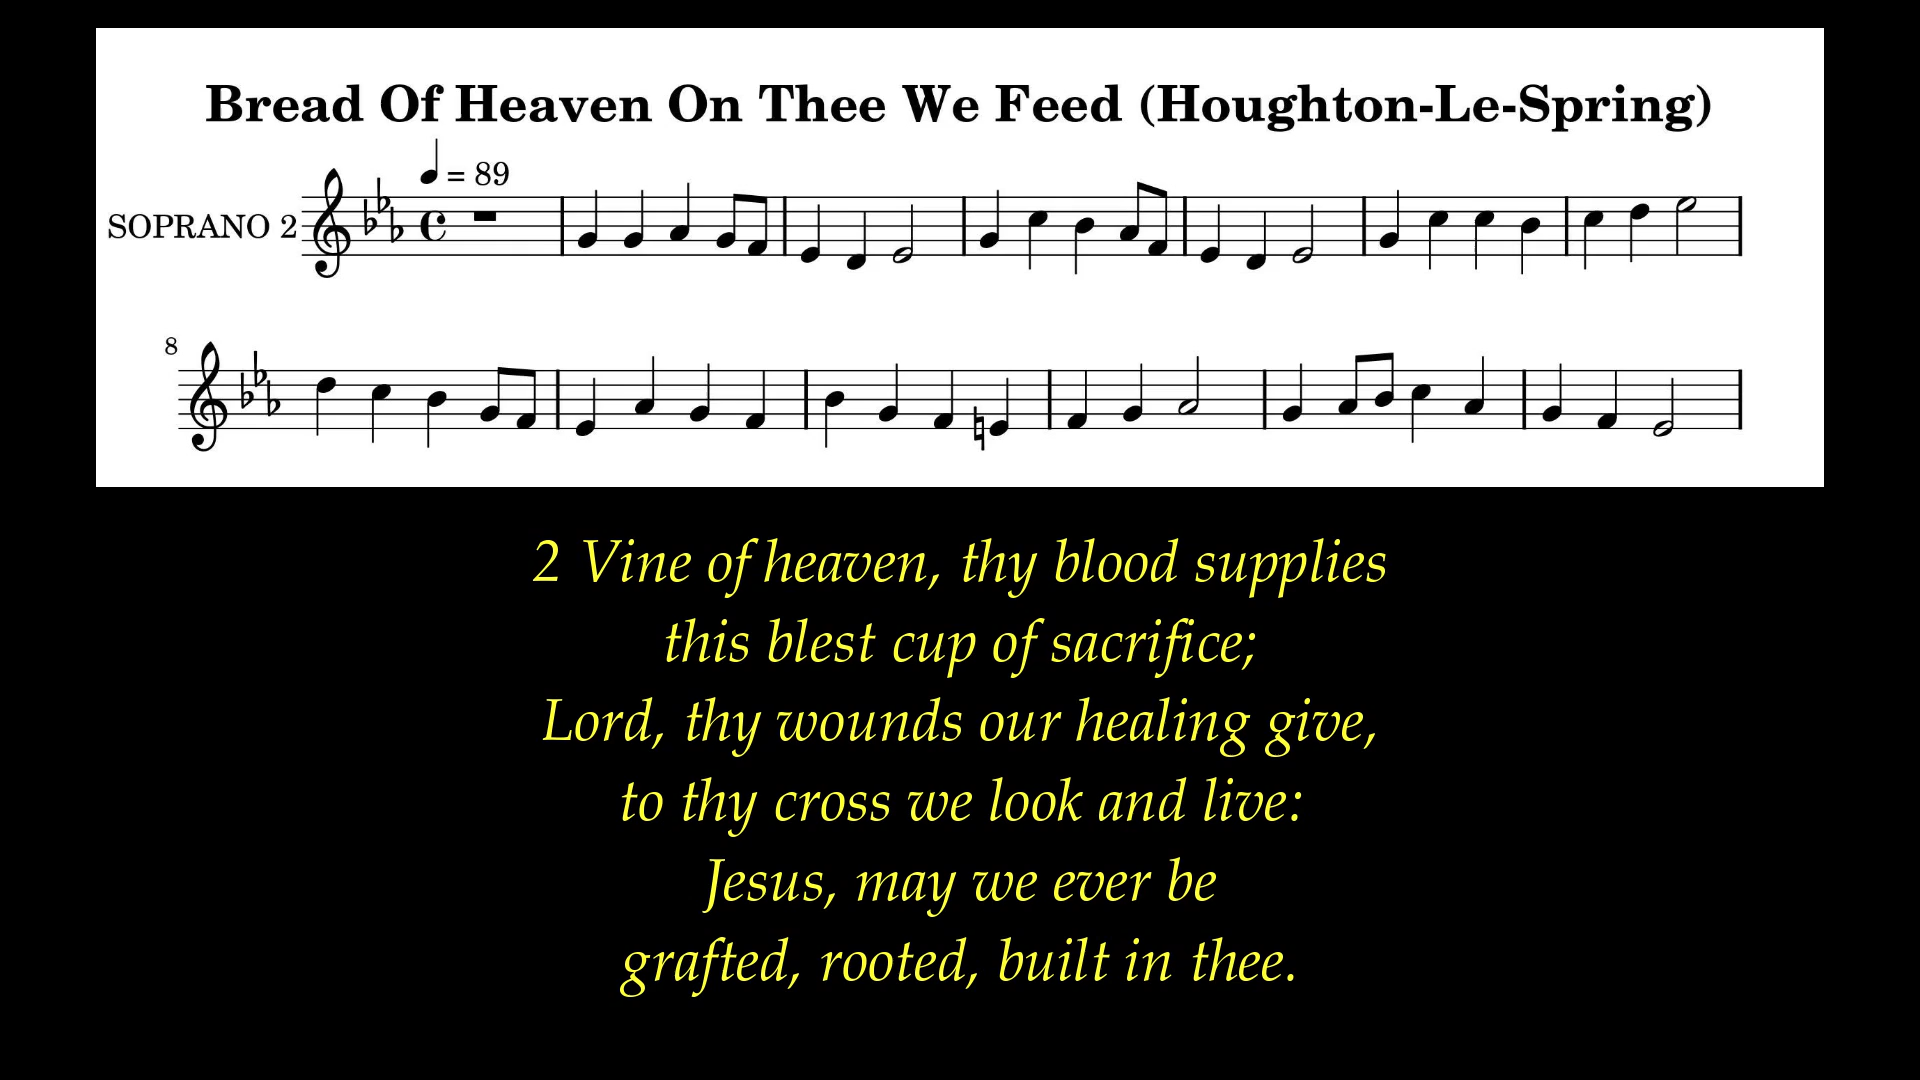 Bread Of Heaven On Thee We Feed (Houghton-Le-Spring)
= 89
SOPRANO 2
8
2 Vine of heaven, thy blood supplies
this blest cup of sacrifice;
Lord, thy wounds our healing give,
to thy cross we look and live:
Jesus, may we ever be
grafted, rooted, built in thee.